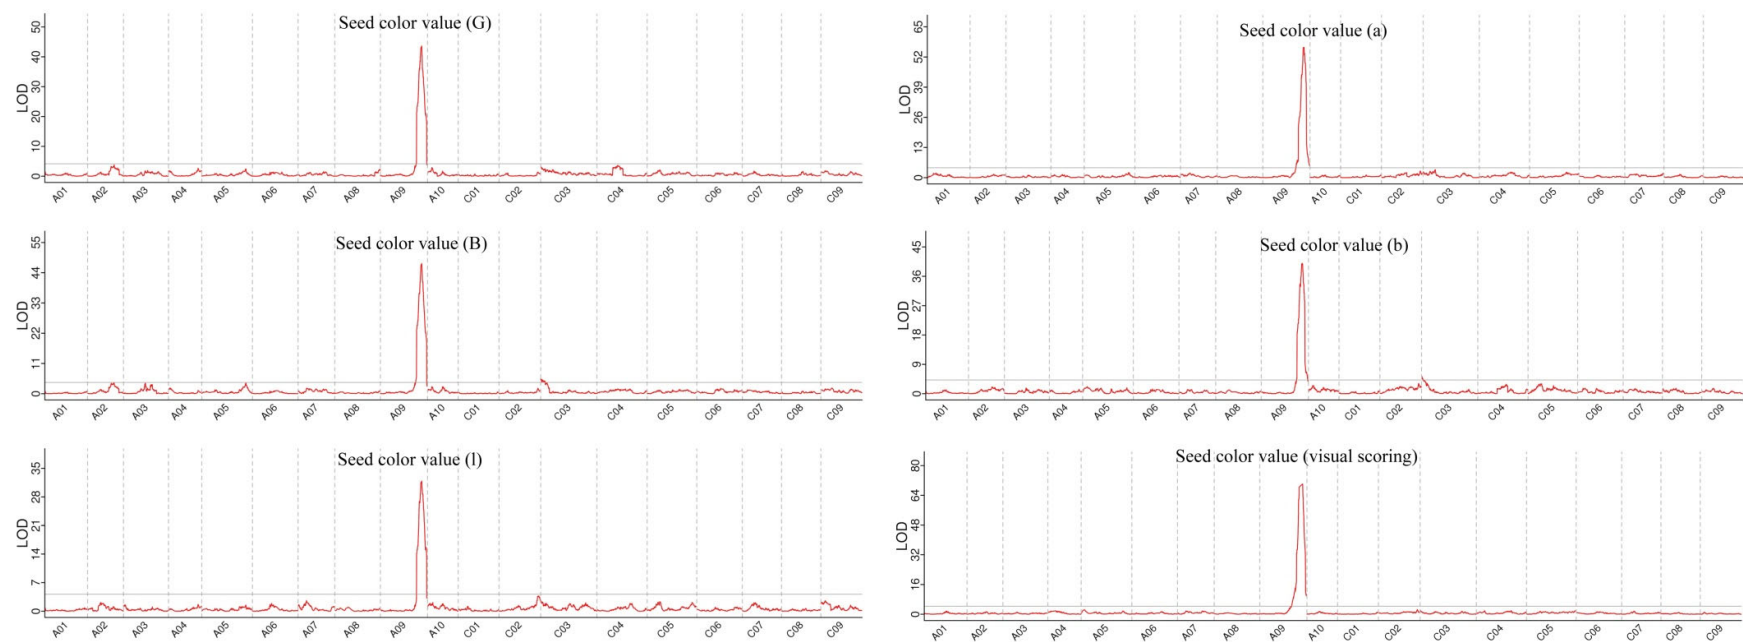 Seed color value (G)
LOD
50
40
30
20
10
0
A01 A02 A03 A04 A05 A06 A07 A08 A09 A10 C01 C02 C03 C04 C05 C06 C07 C08 C09
Seed color value (a)
LOD
65
52
39
26
13
0
A01 A02 A03 A04 A05 A06 A07 A08 A09 A10 C01 C02 C03 C04 C05 C06 C07 C08 C09
Seed color value (B)
LOD
55
44
33
22
11
0
A01 A02 A03 A04 A05 A06 A07 A08 A09 A10 C01 C02 C03 C04 C05 C06 C07 C08 C09
Seed color value (b)
LOD
45
36
27
18
9
0
A01 A02 A03 A04 A05 A06 A07 A08 A09 A10 C01 C02 C03 C04 C05 C06 C07 C08 C09
Seed color value (l)
LOD
35
28
21
14
7
0
A01 A02 A03 A04 A05 A06 A07 A08 A09 A10 C01 C02 C03 C04 C05 C06 C07 C08 C09
Seed color value (visual scoring)
LOD
80
64
48
32
16
0
A01 A02 A03 A04 A05 A06 A07 A08 A09 A10 C01 C02 C03 C04 C05 C06 C07 C08 C09